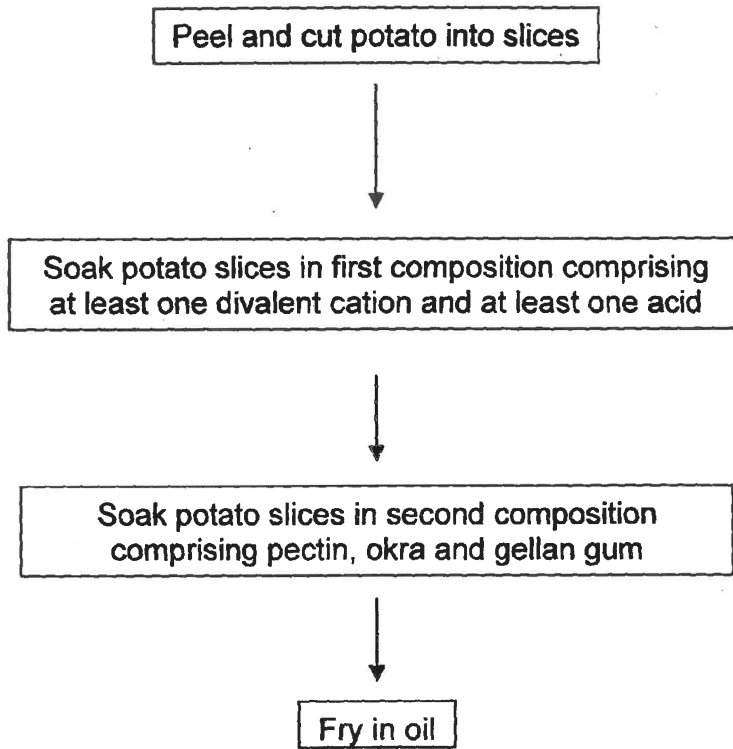 Peel and cut potato into slices
Soak potato slices in first composition comprising
at least one divalent cation and at least one acid
Soak potato slices in second composition
comprising pectin, okra and gellan gum
Fry in oil